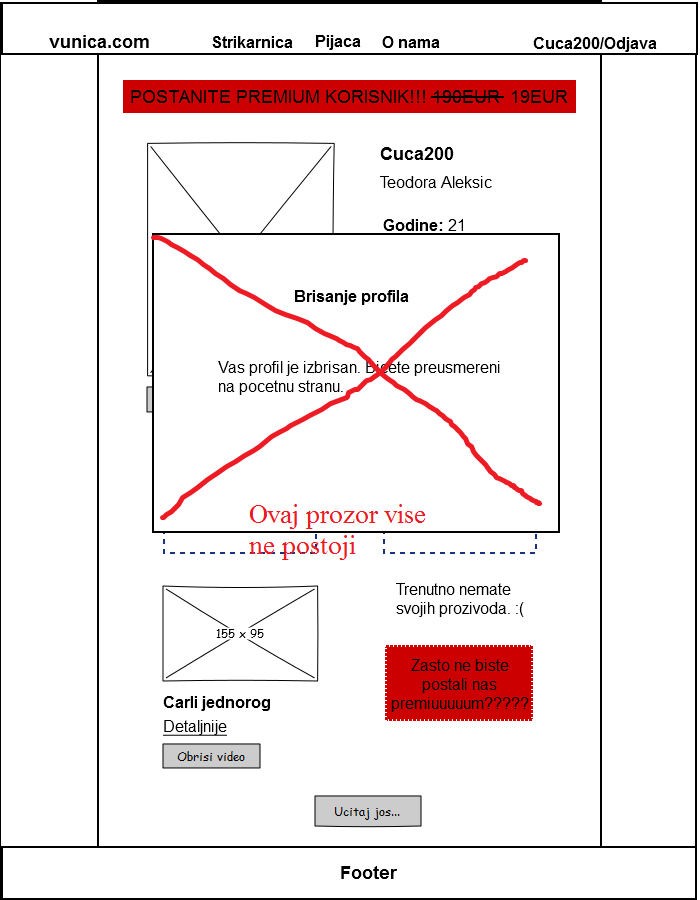 vunica.com Strikarnica Pijaca O nama Cuca200/Odjava
POSTANITE PREMIUM KORISNIK!!! 190EUR 19EUR
Cuca200
Teodora Aleksic
Godine: 21
Brisanje profila
Vas profil je izbrisan. Bicete preusmereni
na pocetnu stranu.
Ovaj prozor vise
ne postoji
155 x 95
Carli jednorog
Detaljnije
Obrisi video
Trenutno nemate
svojih prozivoda. :(
Zasto ne biste
postali nas
premiuuuuum?????
Ucitaj jos...
Footer